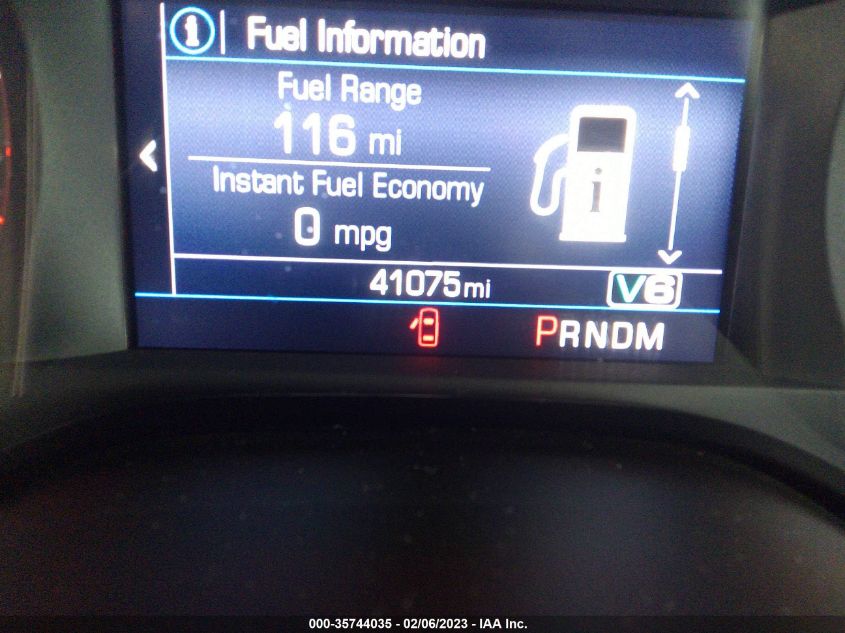 i Fuel Information
Fuel Range
116 mi
Instant Fuel Economy
0 mpg
i
41075mi V6
PRNDM
000-35744035 - 02/06/2023 - IAA Inc.